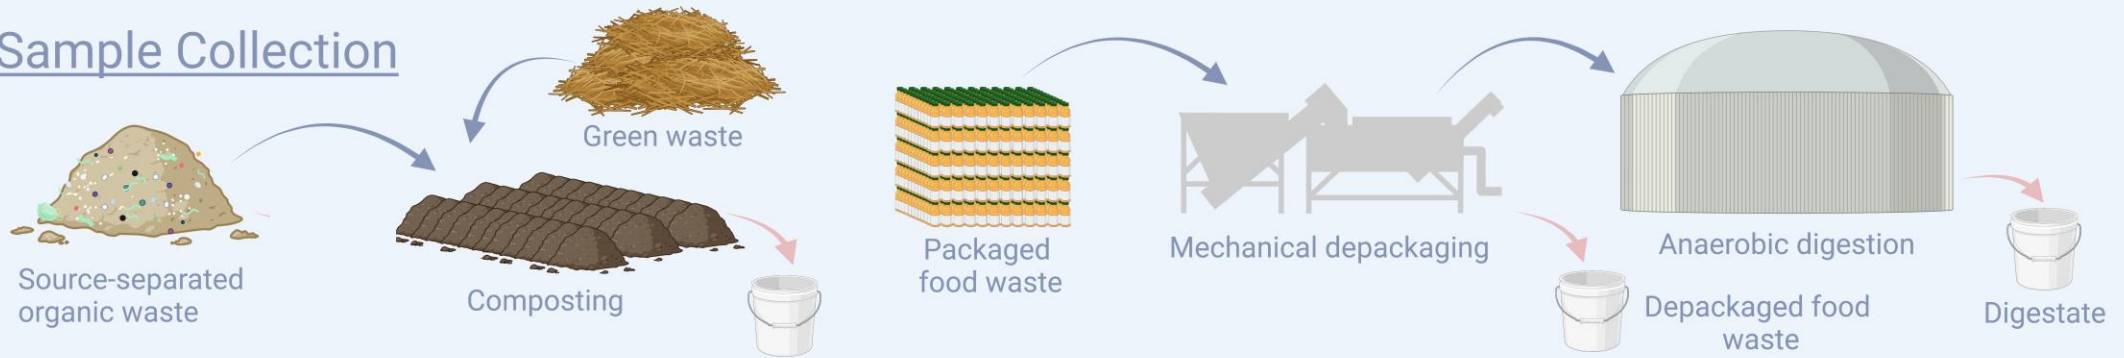 Sample Collection
Green waste
Source-separated
organic waste
Composting
Packaged
food waste
Mechanical depackaging
Depackaged food
waste
Anaerobic digestion
Digestate